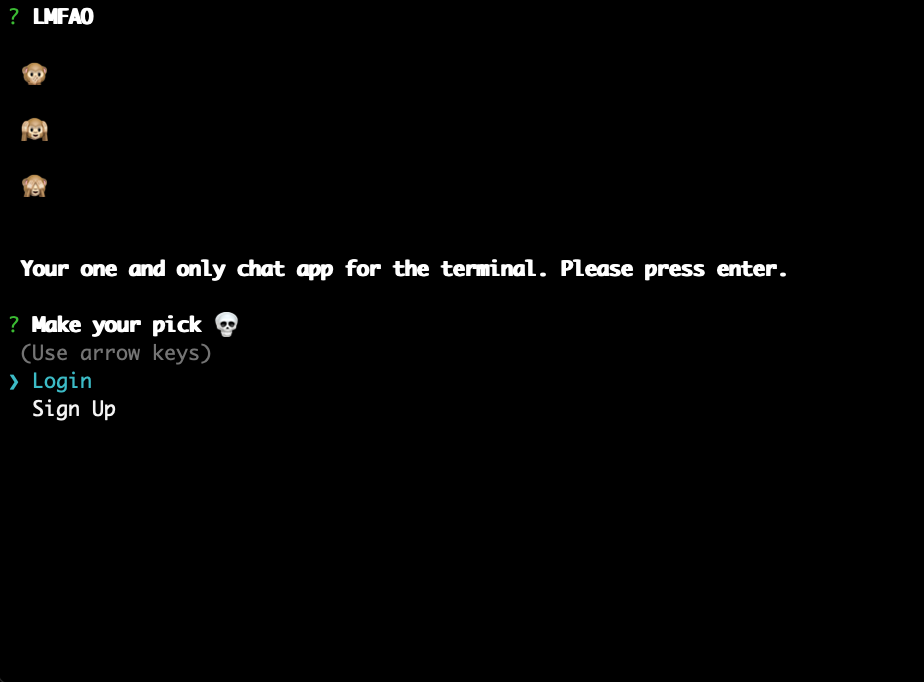 ? LMFAO
🙊
🙉
🙈
Your one and only chat app for the terminal. Please press enter.
? Make your pick 💀
(Use arrow keys)
❯ Login
Sign Up